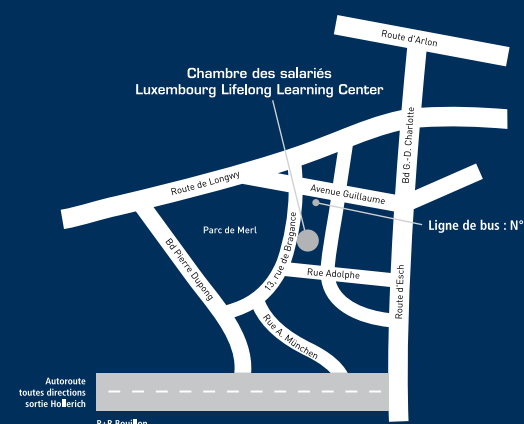 Route d'Arlon
Chambre des salariés
Luxembourg Lifelong Learning Center
Bd G.-D. Charlotte
Route de Longwy
Avenue Guillaume
Ligne de bus : N°
Parc de Merl
13, rue de Bragance
Bd Pierre Dupong
Rue Adolphe
Route d'Esch
Rue A. München
Autoroute
toutes directions
sortie Hollerich
P+R Bouillon